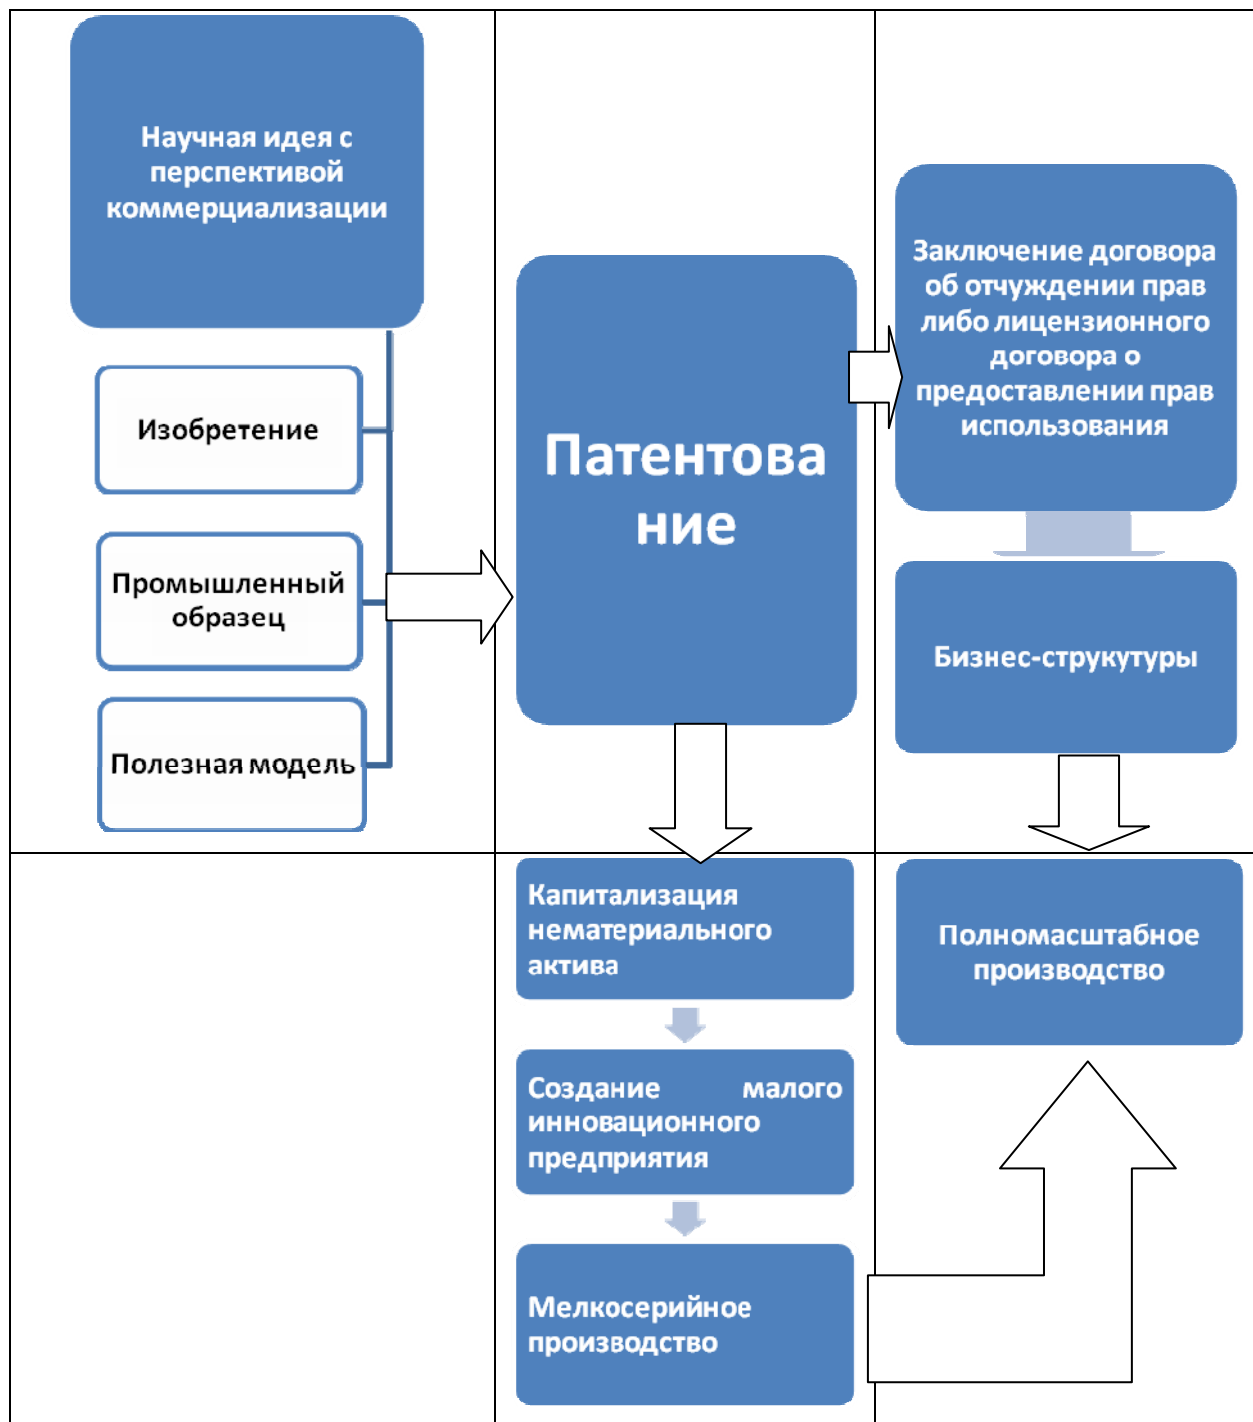 Научная идея с
перспективой
коммерциализации
Изобретение
Промышленный
образец
Полезная модель
Патентова
ние
Заключение договора
об отчуждении прав
либо лицензионного
договора о
предоставлении прав
использования
Бизнес-струкутуры
Капитализация
нематериального
актива
Создание малого
инновационного
предприятия
Мелкосерийное
производство
Полномасштабное
производство